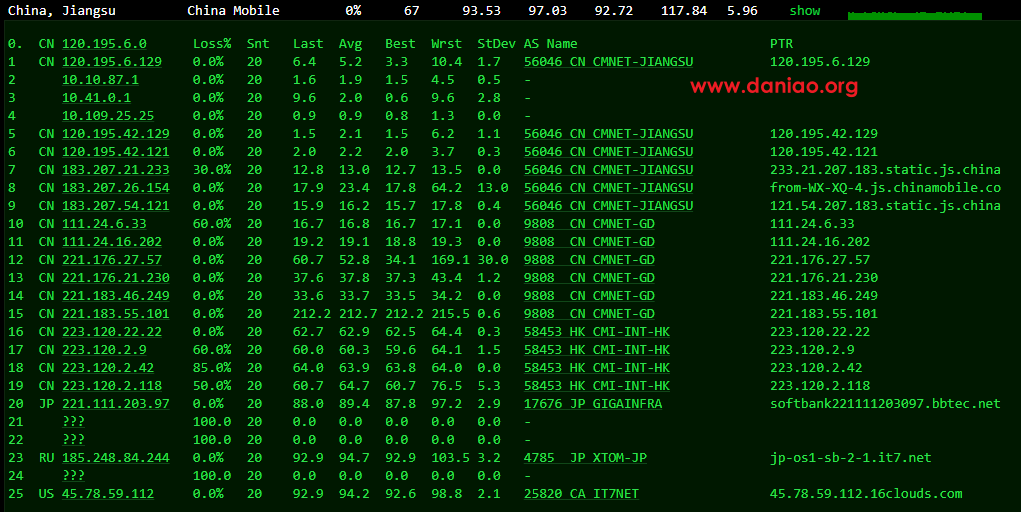 China, Jiangsu China Mobile 0% 67 93.53 97.03 92.72 117.84 5.96 show
0. CN 120.195.6.0 Loss% Snt Last Avg Best Wrst StDev AS Name PTR
1 CN 120.195.6.129 0.0% 20 6.4 5.2 3.3 10.4 1.7 56046 CN CMNET-JIANGSU 120.195.6.129
2 10.10.87.1 0.0% 20 1.6 1.9 1.5 4.5 0.5 -
www.daniao.org
3 10.41.0.1 0.0% 20 9.6 2.0 0.6 9.6 2.8 -
4 10.109.25.25 0.0% 20 0.9 0.9 0.8 1.3 0.0 -
5 CN 120.195.42.129 0.0% 20 1.5 2.1 1.5 6.2 1.1 56046 CN CMNET-JIANGSU 120.195.42.129
6 CN 120.195.42.121 0.0% 20 2.0 2.2 2.0 3.7 0.3 56046 CN CMNET-JIANGSU 120.195.42.121
7 CN 183.207.21.233 30.0% 20 12.8 13.0 12.7 13.5 0.0 56046 CN CMNET-JIANGSU 233.21.207.183.static.js.china
8 CN 183.207.26.154 0.0% 20 17.9 23.4 17.8 64.2 13.0 56046 CN CMNET-JIANGSU from-WX-XQ-4.js.chinamobile.co
9 CN 183.207.54.121 0.0% 20 15.9 16.2 15.7 17.8 0.4 56046 CN CMNET-JIANGSU 121.54.207.183.static.js.china
10 CN 111.24.6.33 60.0% 20 16.7 16.8 16.7 17.1 0.0 9808 CN CMNET-GD 111.24.6.33
11 CN 111.24.16.202 0.0% 20 19.2 19.1 18.8 19.3 0.0 9808 CN CMNET-GD 111.24.16.202
12 CN 221.176.27.57 0.0% 20 60.7 52.8 34.1 169.1 30.0 9808 CN CMNET-GD 221.176.27.57
13 CN 221.176.21.230 0.0% 20 37.6 37.8 37.3 43.4 1.2 9808 CN CMNET-GD 221.176.21.230
14 CN 221.183.46.249 0.0% 20 33.6 33.7 33.5 34.2 0.0 9808 CN CMNET-GD 221.183.46.249
15 CN 221.183.55.101 0.0% 20 212.2 212.7 212.2 215.5 0.6 9808 CN CMNET-GD 221.183.55.101
16 CN 223.120.22.22 0.0% 20 62.7 62.9 62.5 64.4 0.3 58453 HK CMI-INT-HK 223.120.22.22
17 CN 223.120.2.9 60.0% 20 60.0 60.3 59.6 64.1 1.5 58453 HK CMI-INT-HK 223.120.2.9
18 CN 223.120.2.42 85.0% 20 64.0 63.9 63.8 64.0 0.0 58453 HK CMI-INT-HK 223.120.2.42
19 CN 223.120.2.118 50.0% 20 60.7 64.7 60.7 76.5 5.3 58453 HK CMI-INT-HK 223.120.2.118
20 JP 221.111.203.97 0.0% 20 88.0 89.4 87.8 97.2 2.9 17676 JP GIGAINFRA softbank221111203097.bbtec.net
21 ??? 100.0 20 0.0 0.0 0.0 0.0 0.0 -
22 ??? 100.0 20 0.0 0.0 0.0 0.0 0.0 -
23 RU 185.248.84.244 0.0% 20 92.9 94.7 92.9 103.5 3.2 4785 JP XTOM-JP jp-os1-sb-2-1.it7.net
24 ??? 100.0 20 0.0 0.0 0.0 0.0 0.0 -
25 US 45.78.59.112 0.0% 20 92.9 94.2 92.6 98.8 2.1 25820 CA IT7NET 45.78.59.112.16clouds.com